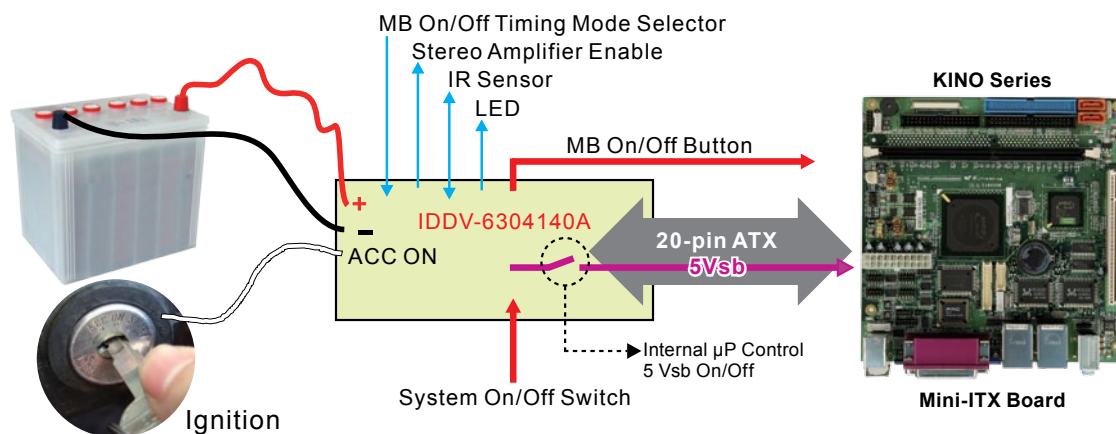 MB On/Off Timing Mode Selector
Stereo Amplifier Enable
IR Sensor
LED
KINO Series
MB On/Off Button
+
IDDV-6304140A
−
ACC ON
20-pin ATX
5Vsb
Internal µP Control
5 Vsb On/Off
System On/Off Switch
Ignition
Mini-ITX Board